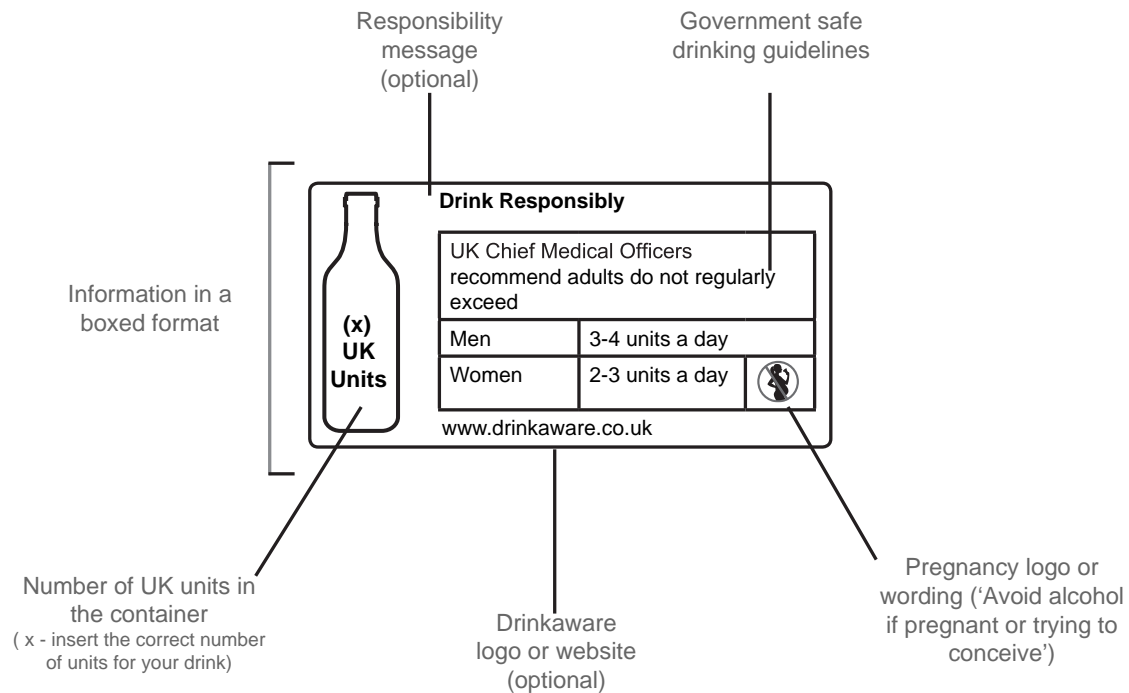 Responsibility
message
(optional)
Government safe
drinking guidelines
Information in a
boxed format
Drink Responsibly
UK Chief Medical Officers
recommend adults do not regularly
exceed
Men 3-4 units a day
Women 2-3 units a day
(x)
UK
Units
www.drinkaware.co.uk
Number of UK units in
the container
( x - insert the correct number
of units for your drink)
Drinkaware
logo or website
(optional)
Pregnancy logo or
wording (‘Avoid alcohol
if pregnant or trying to
conceive’)